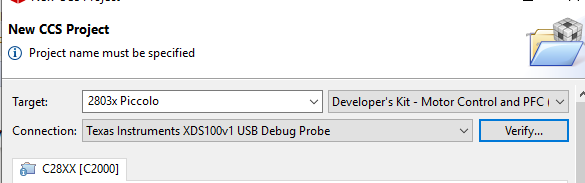 New CCS Project
Project name must be specified
Target: 2803x Piccolo Developer's Kit - Motor Control and PFC (
Connection: Texas Instruments XDS100v1 USB Debug Probe Verify...
C28XX [C2000]